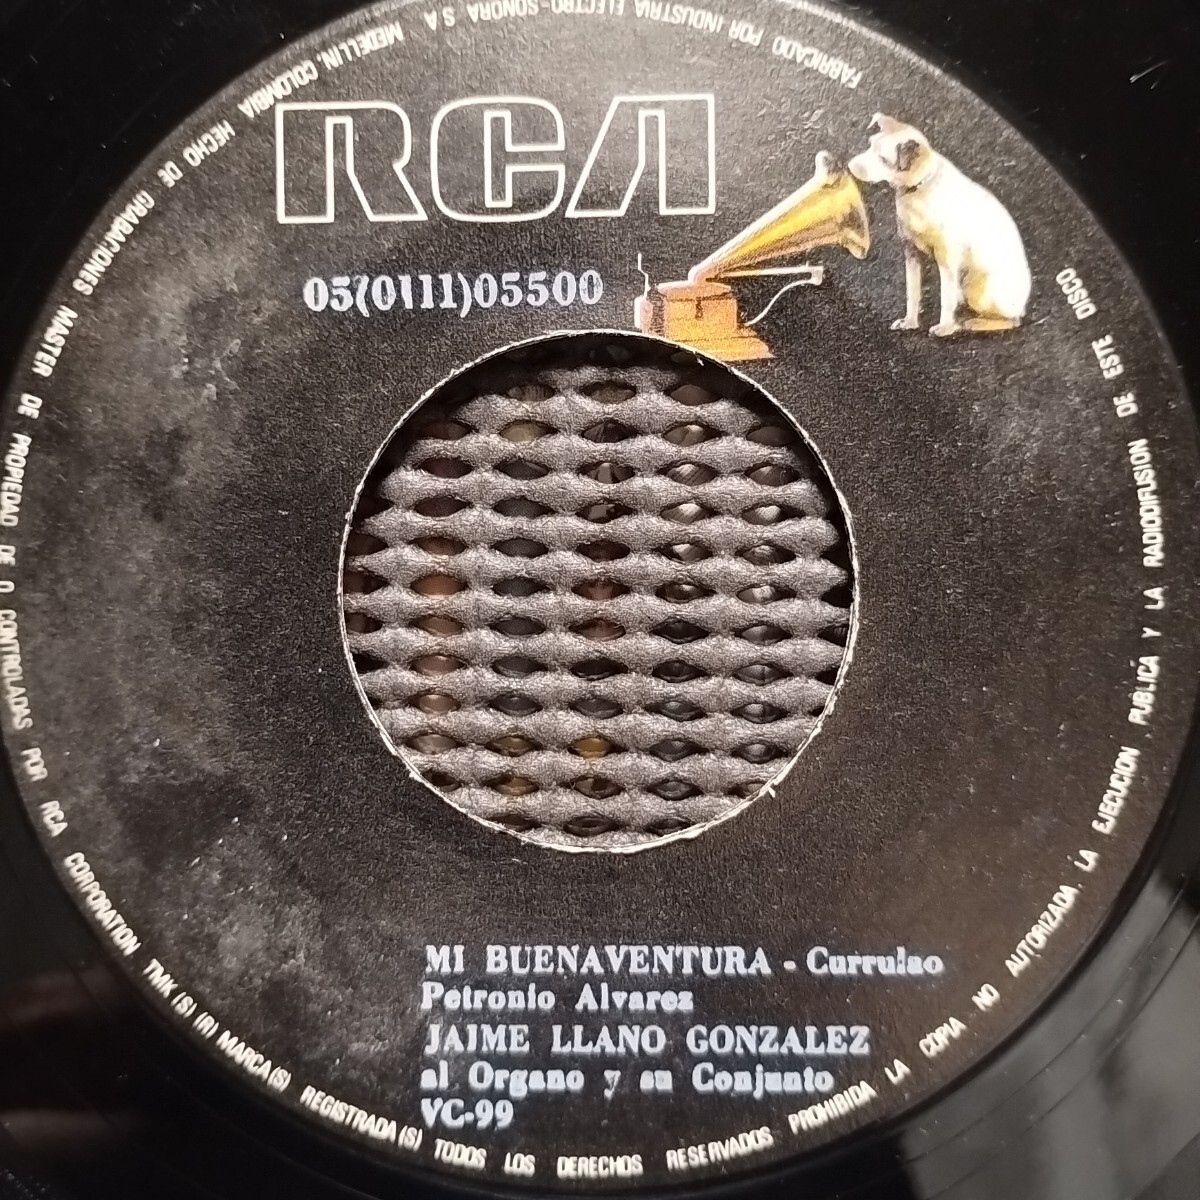 RCA
05(0111)05500
MI BUENAVENTURA - Currulao
Petronio Alvarez
JAIME LLANO GONZALEZ
al Organo y su Conjunto
VC-99
FABRICADO POR INDUSTRIA ELECTRO-SONORA S.A. MEDELLIN, COLOMBIA HECHO DE GRABACIONES MASTER DE PROPIEDAD DE O CONTROLADAS POR RCA CORPORATION TMK (S) (R) MARCA(S) REGISTRADA(S) TODOS LOS DERECHOS RESERVADOS PROHIBIDA LA COPIA NO AUTORIZADA, LA EJECUCION PUBLICA Y LA RADIODIFUSION DE ESTE DISCO.